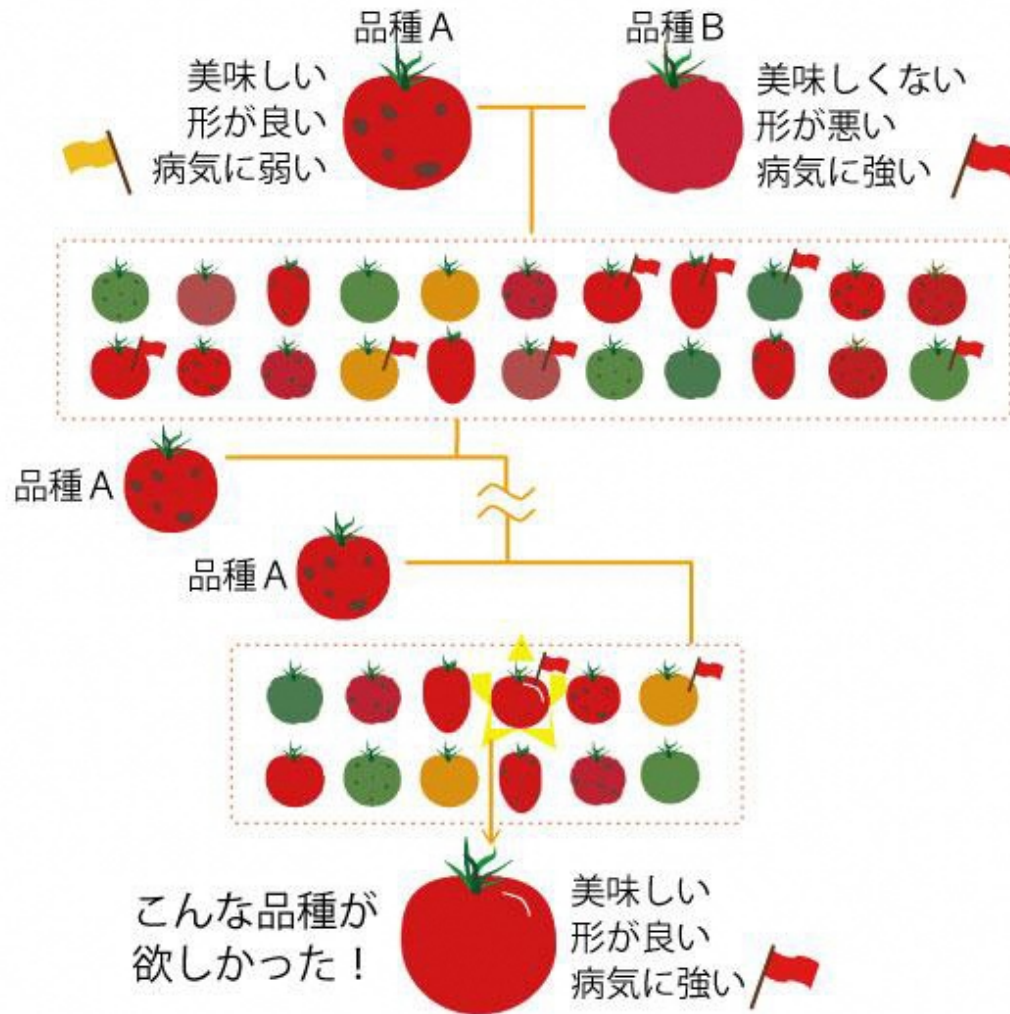 品種A
品種B
美味しい
形が良い
病気に弱い
美味しくない
形が悪い
病気に強い
品種A
品種A
こんな品種が
欲しかった！
美味しい
形が良い
病気に強い